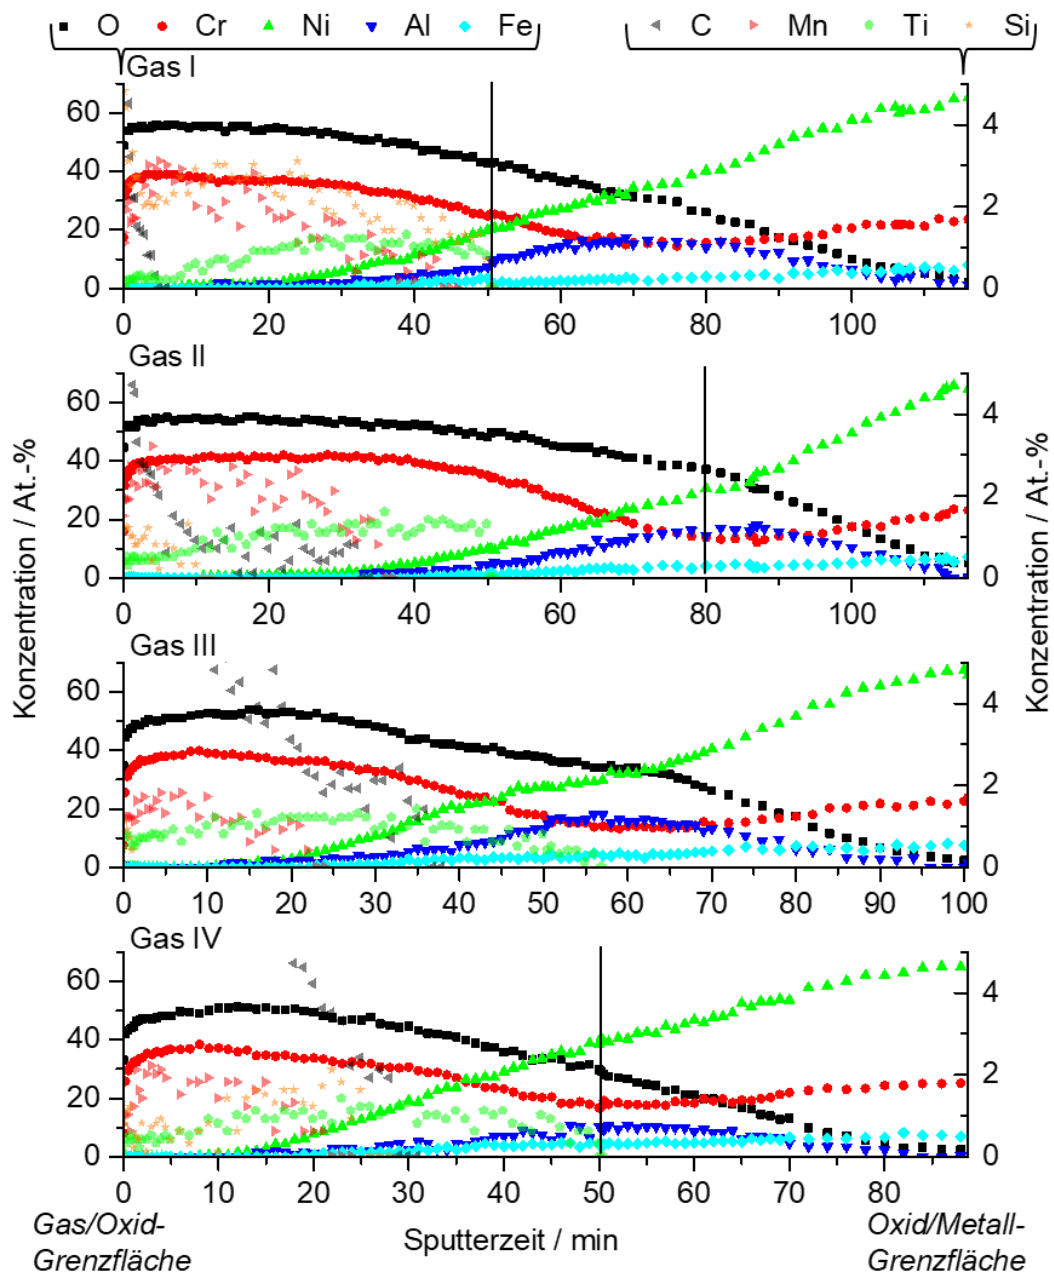 O Cr Ni Al Fe C Mn Ti Si
Gas I
60
40
20
0
4
2
0
0 20 40 60 80 100
Gas II
60
40
20
0
4
2
0
0 20 40 60 80 100
Gas III
60
40
20
0
4
2
0
0 10 20 30 40 50 60 70 80 90 100
Gas IV
60
40
20
0
4
2
0
0 10 20 30 40 50 60 70 80
Konzentration / At.-%
Konzentration / At.-%
Gas/Oxid-
Grenzfläche
Sputterzeit / min
Oxid/Metall-
Grenzfläche